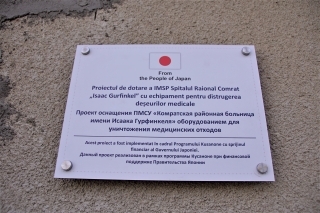 From
the People of Japan
Proiectul de dotare a IMSP Spitalul Raional Comrat
„Isaac Gurfinkel” cu echipament pentru distrugerea
deșeurilor medicale
Проект оснащения ПМСУ «Комратская районная больница
имени Исаака Гурфинкеля» оборудованием для
уничтожения медицинских отходов
Acest proiect a fost implementat în cadrul Programului Kusanone cu sprijinul
financiar al Guvernului Japoniei.
Данный проект реализован в рамках программы Кусаноне при финансовой
поддержке Правительства Японии